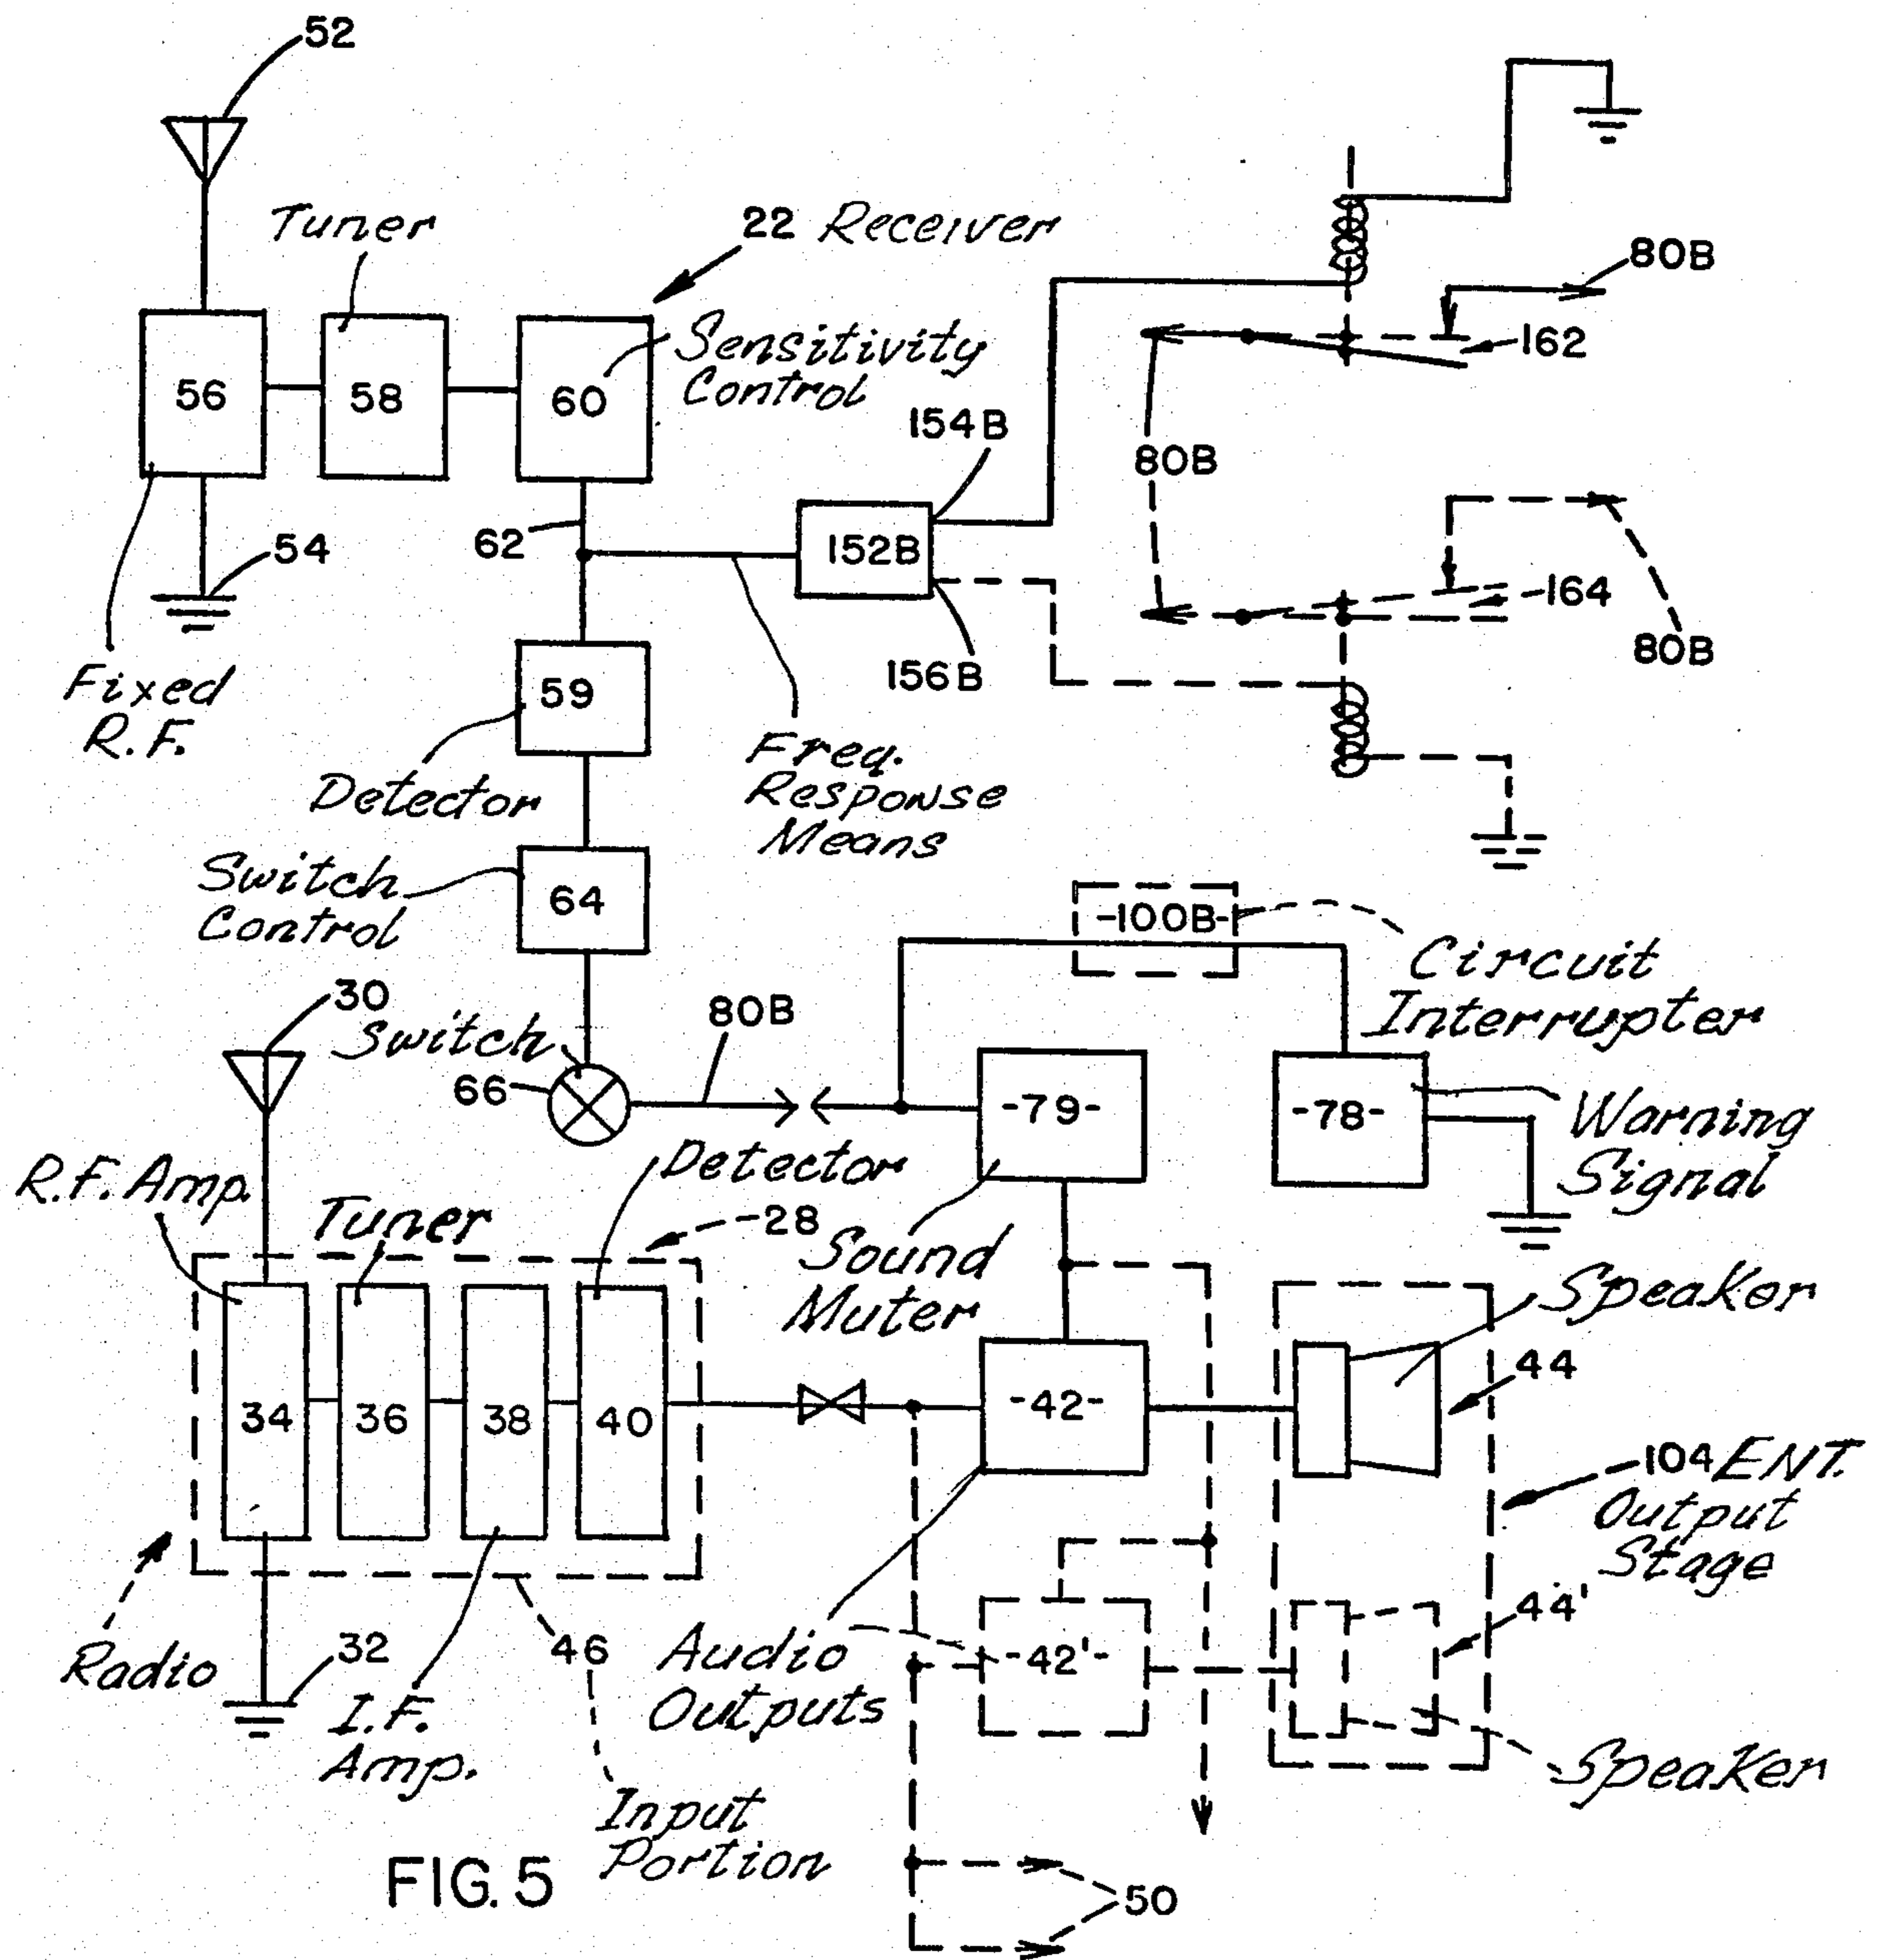 52
Tuner
22 Receiver
80B
56
58
60
Sensitivity
Control
162
154B
80B
62
152B
54
164
156B
80B
Fixed
R.F.
59
Detector
Freq.
Response
Means
Switch
Control
64
-100B-
Circuit
Interrupter
30
Switch
80B
66
-79-
-78-
Warning
Signal
Detector
R.F. Amp.
Tuner
28
Sound
Muter
Speaker
44
34
36
38
40
-42-
104 ENT.
Output
Stage
44'
Radio
32
46
Audio
Outputs
-42'-
I.F.
Amp.
Speaker
Input
Portion
FIG. 5
50